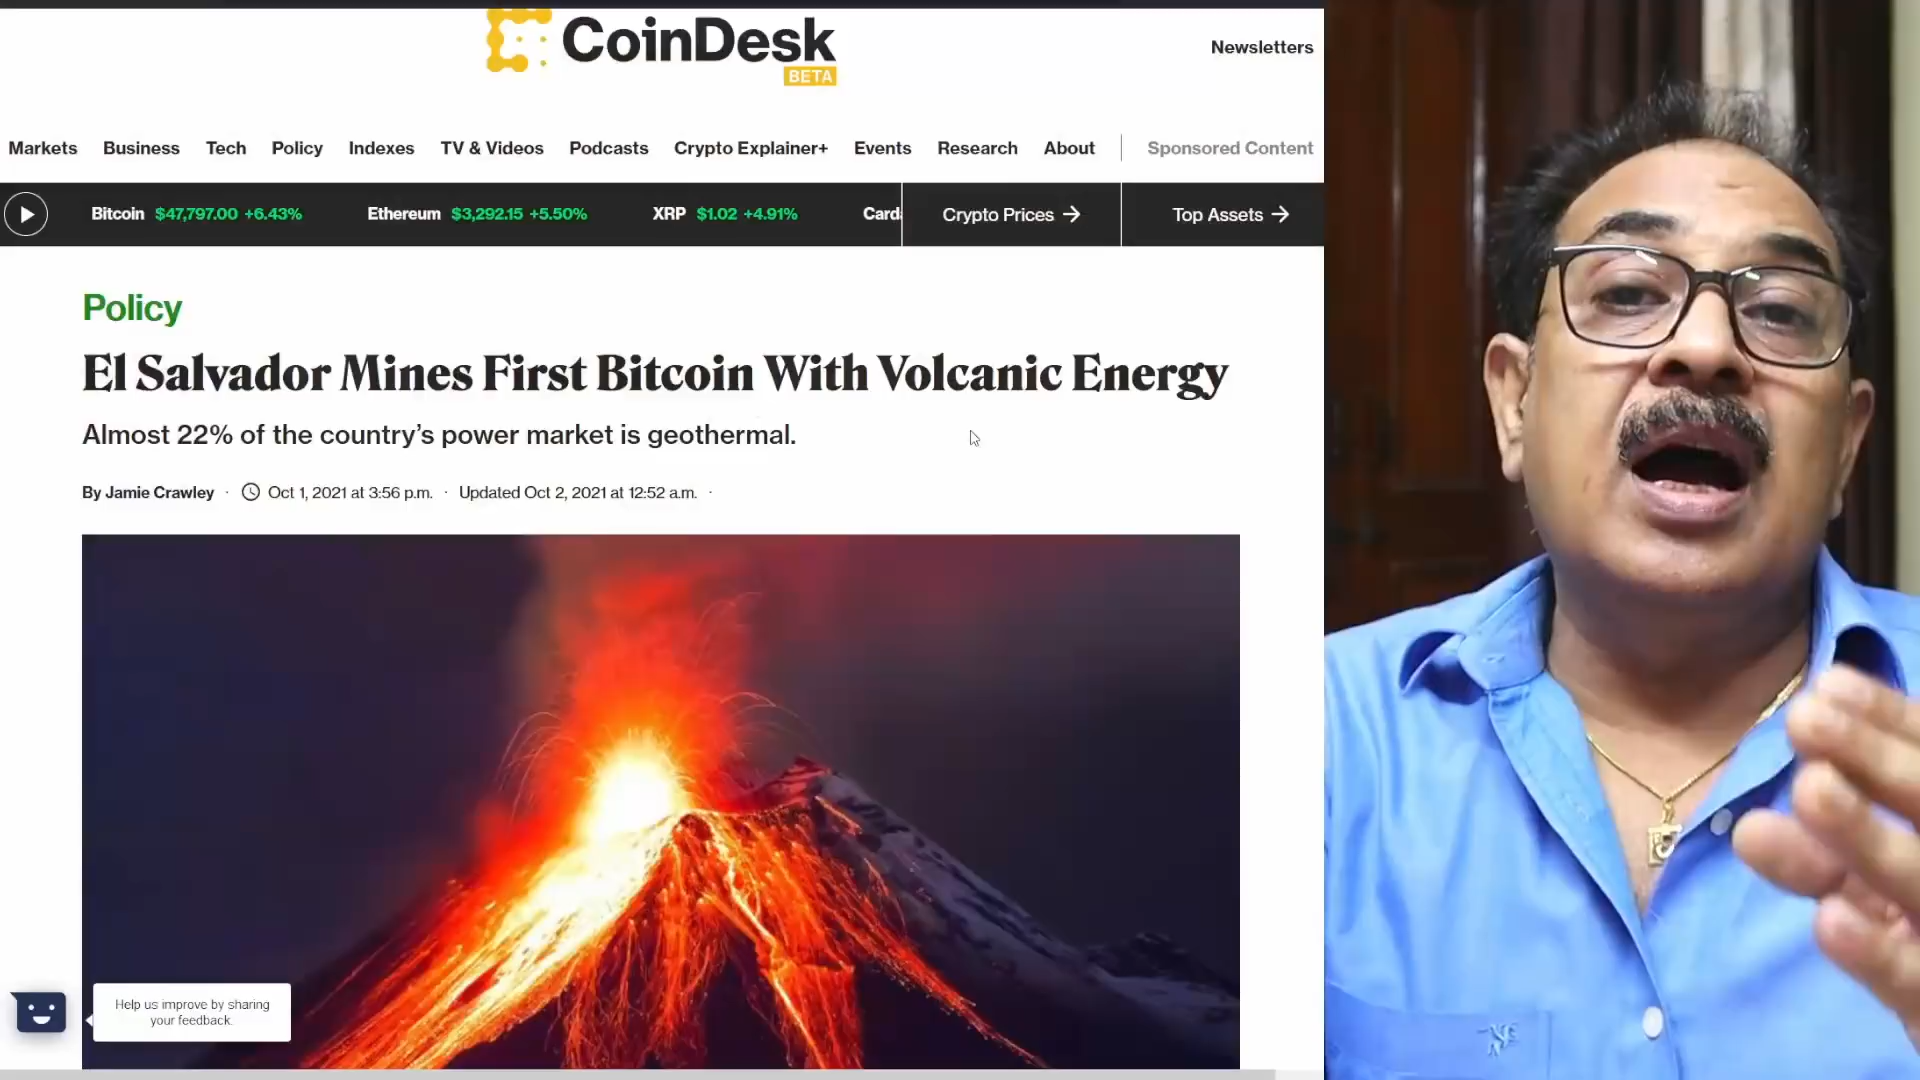 CoinDesk
BETA
Newsletters
Markets Business Tech Policy Indexes TV & Videos Podcasts Crypto Explainer+ Events Research About Sponsored Content
Bitcoin $47,797.00 +6.43% Ethereum $3,292.15 +5.50% XRP $1.02 +4.91% Card Crypto Prices → Top Assets →
Policy
El Salvador Mines First Bitcoin With Volcanic Energy
Almost 22% of the country’s power market is geothermal.
By Jamie Crawley · Oct 1, 2021 at 3:56 p.m. · Updated Oct 2, 2021 at 12:52 a.m. ·
Help us improve by sharing
your feedback.